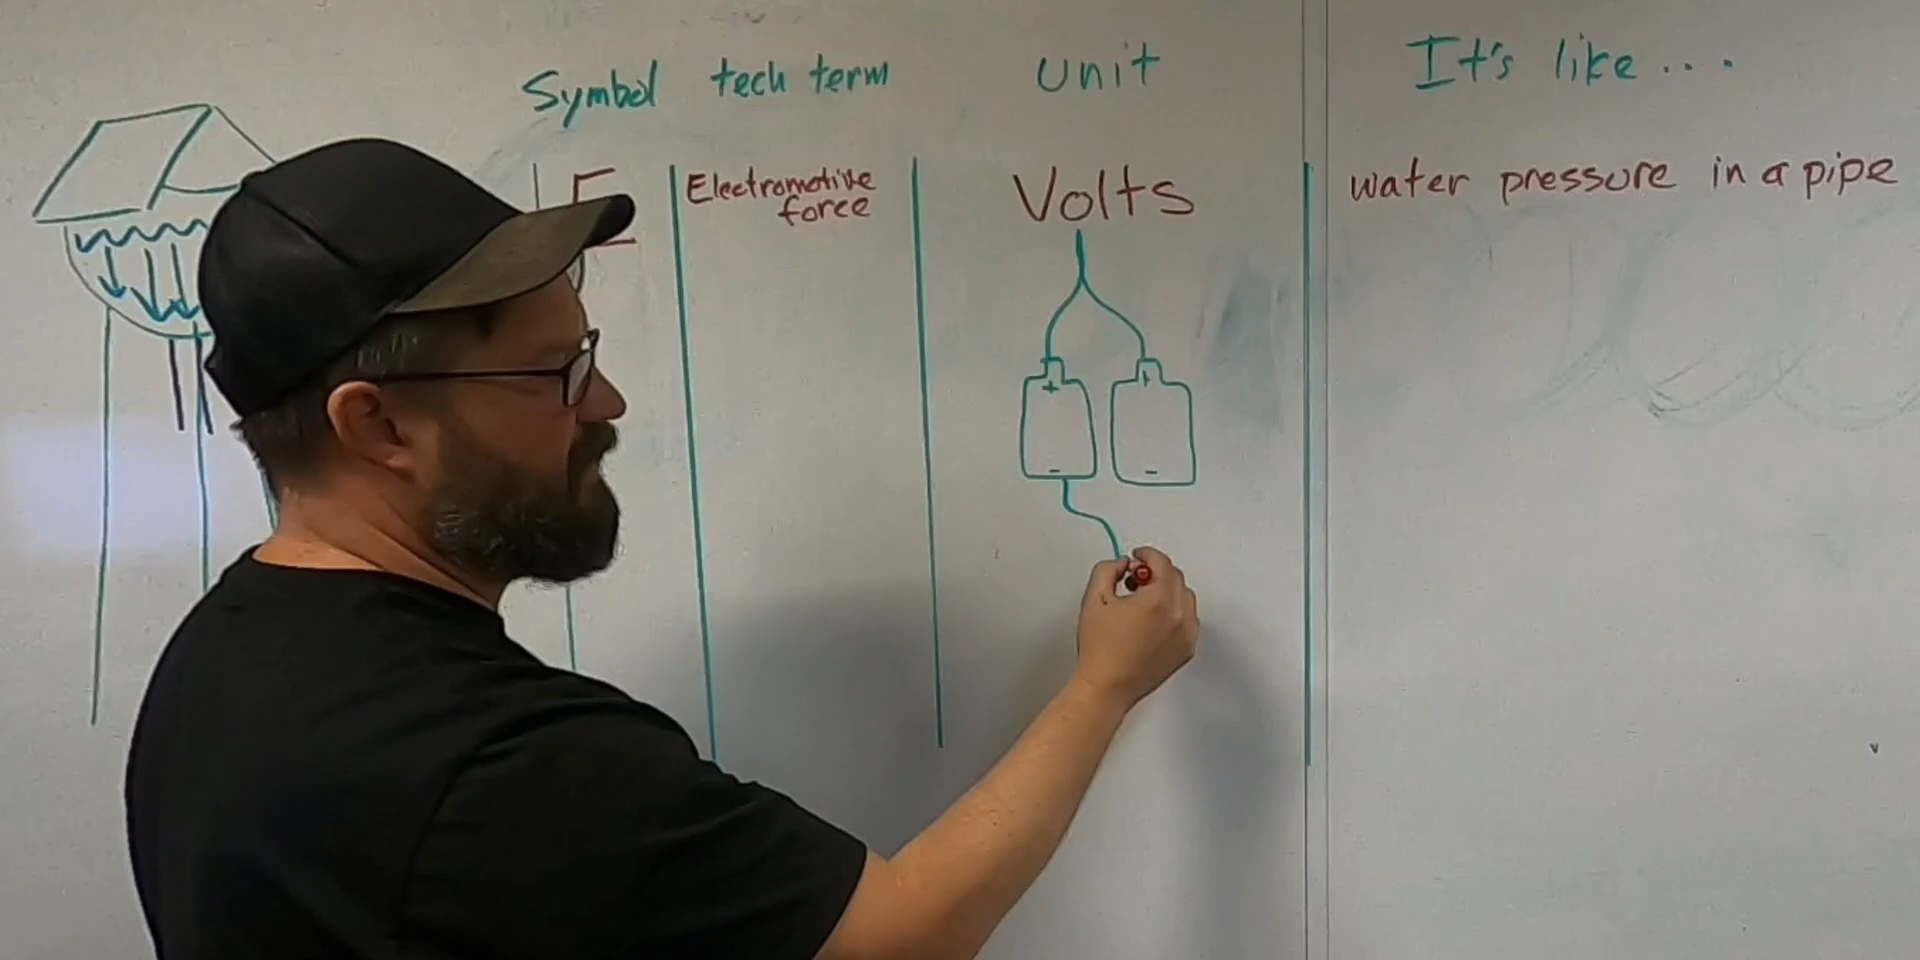 Symbol tech term Unit It's like ....
E Electromotive force Volts water pressure in a pipe
+ +
- -